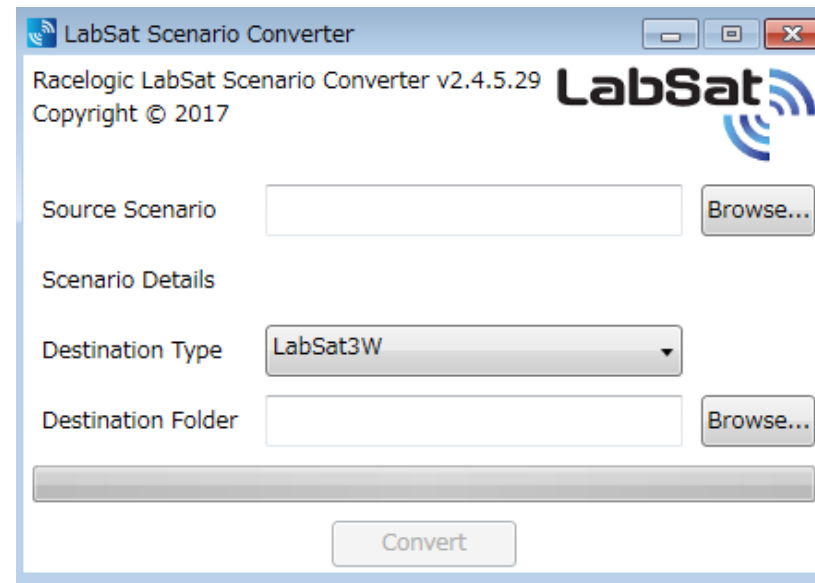 LabSat Scenario Converter
Racelogic LabSat Scenario Converter v2.4.5.29
Copyright © 2017
LabSat
Source Scenario
Browse...
Scenario Details
Destination Type
LabSat3W
Destination Folder
Browse...
Convert